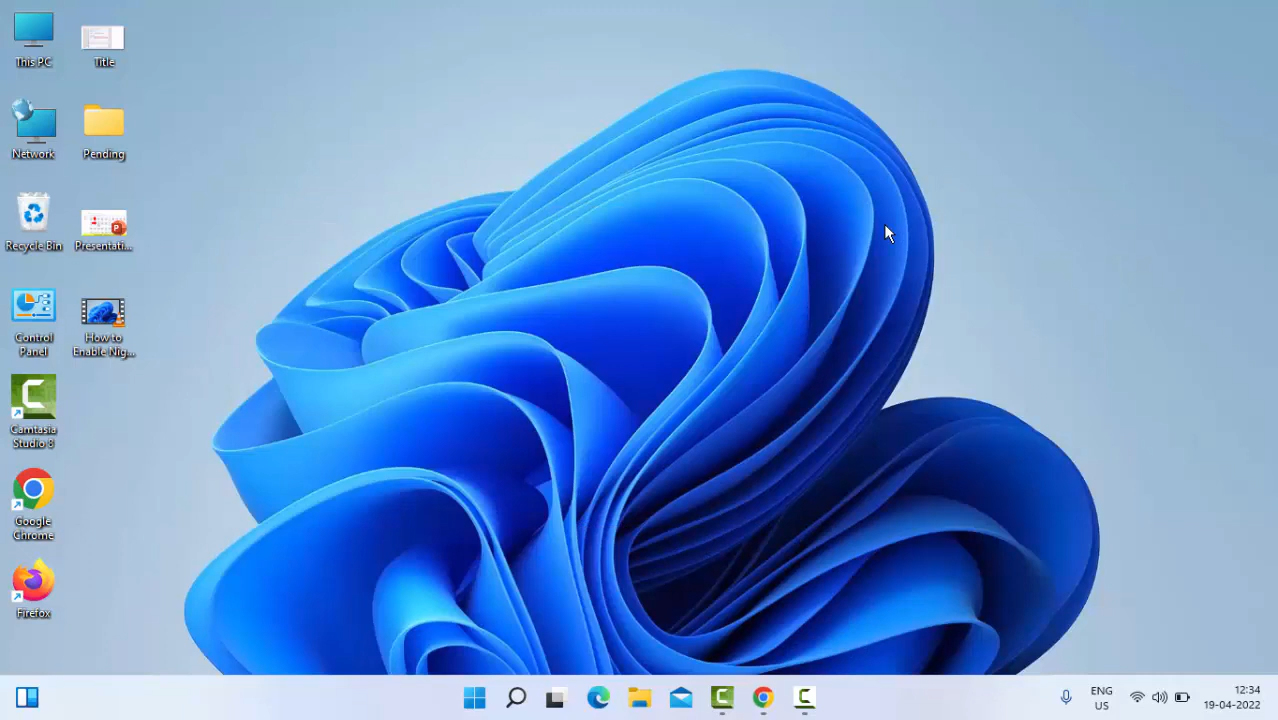 This PC
Title
Network
Pending
Recycle Bin
Presentati...
Control
Panel
How to
Enable Nig...
Camtasia
Studio 8
Google
Chrome
Firefox
ENG
US
12:34
19-04-2022